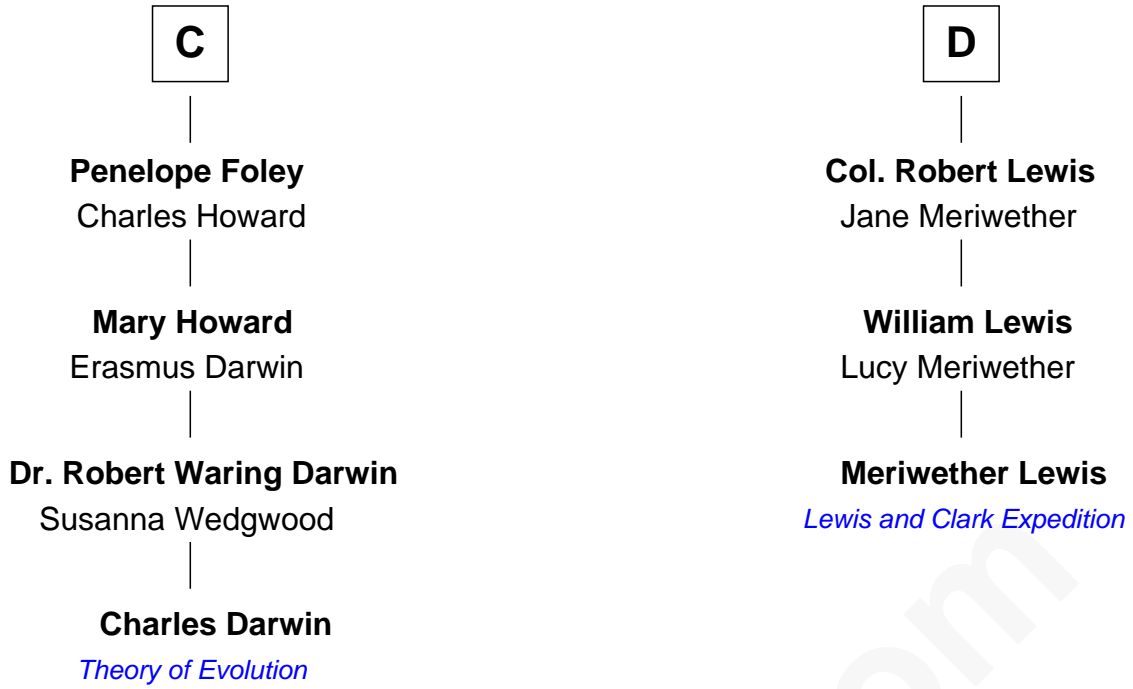 C
Penelope Foley
Charles Howard
Mary Howard
Erasmus Darwin
Dr. Robert Waring Darwin
Susanna Wedgwood
Charles Darwin
Theory of Evolution
D
Col. Robert Lewis
Jane Meriwether
William Lewis
Lucy Meriwether
Meriwether Lewis
Lewis and Clark Expedition
om